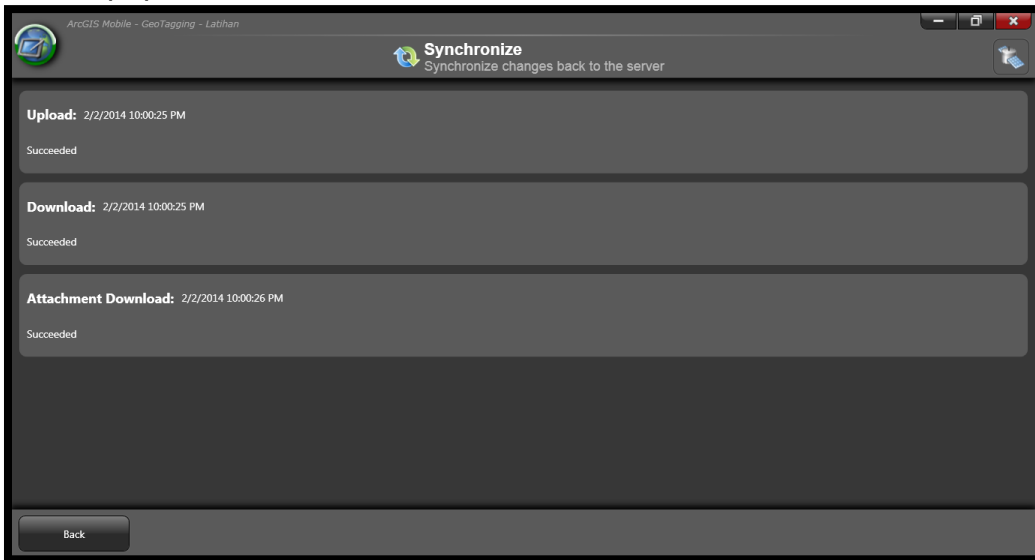 ArcGIS Mobile - GeoTagging - Latihan
Synchronize
Synchronize changes back to the server
Upload: 2/2/2014 10:00:25 PM
Succeeded
Download: 2/2/2014 10:00:25 PM
Succeeded
Attachment Download: 2/2/2014 10:00:26 PM
Succeeded
Back